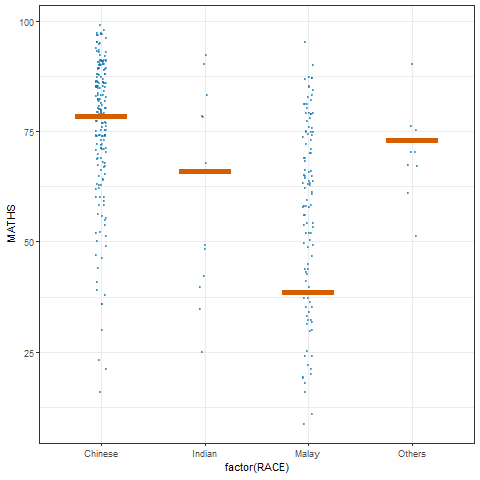 100
75
50
25
MATHS
Chinese
Indian
Malay
Others
factor(RACE)